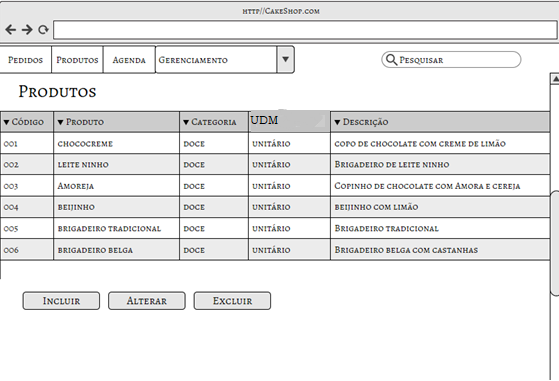 http://CakeShop.com
Pedidos Produtos Agenda Gerenciamento Pesquisar
Produtos
Código Produto Categoria UDM Descrição
001 chococreme doce unitário copo de chocolate com creme de limão
002 leite ninho doce unitário Brigadeiro de leite ninho
003 Amoreja doce unitário Copinho de chocolate com Amora e cereja
004 beijinho doce unitário beijinho com limão
005 brigadeiro tradicional doce unitário Brigadeiro tradicional
006 brigadeiro belga doce unitário Brigadeiro belga com castanhas
Incluir Alterar Excluir